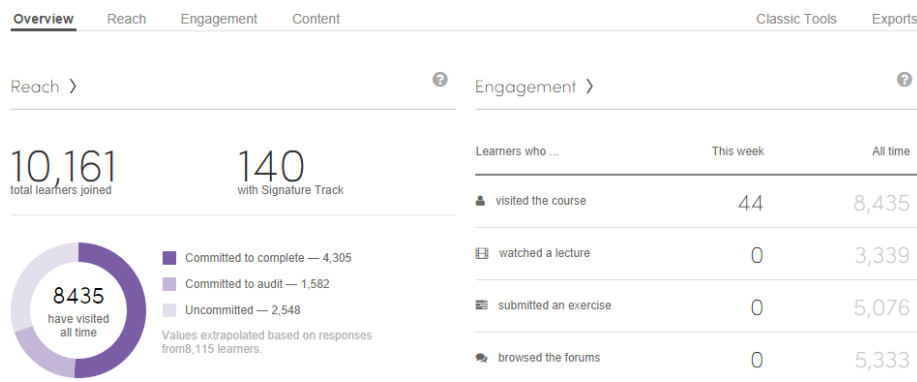 Overview Reach Engagement Content Classic Tools Exports
Reach >
?
10,161
total learners joined
140
with Signature Track
8435
have visited
all time
Committed to complete — 4,305
Committed to audit — 1,582
Uncommitted — 2,548
Values extrapolated based on responses
from8,115 learners.
Engagement >
?
Learners who ... This week All time
visited the course 44 8,435
watched a lecture 0 3,339
submitted an exercise 0 5,076
browsed the forums 0 5,333